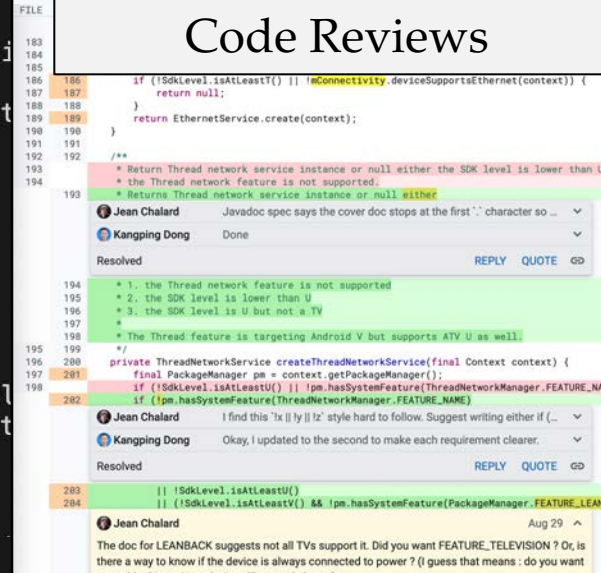 FILE
Code Reviews
183
184
185
186 186 if (!SdkLevel.isAtLeastT() || !mConnectivity.deviceSupportsEthernet(context)) {
187 187 return null;
188 188 }
189 189 return EthernetService.create(context);
190 190 }
191 191
192 192 /**
193 * Return Thread network service instance or null either the SDK level is lower than U
194 * the Thread network feature is not supported.
193 * Returns Thread network service instance or null either
Jean Chalard Javadoc spec says the cover doc stops at the first `.` character so …
Kangping Dong Done
Resolved REPLY QUOTE
194 * 1. the Thread network feature is not supported
195 * 2. the SDK level is lower than U
196 * 3. the SDK level is U but not a TV
197 *
198 * The Thread feature is targeting Android V but supports ATV U as well.
195 199 */
196 200 private ThreadNetworkService createThreadNetworkService(final Context context) {
197 201 final PackageManager pm = context.getPackageManager();
198 if (!SdkLevel.isAtLeastU() || !pm.hasSystemFeature(ThreadNetworkManager.FEATURE_NA
202 if (!pm.hasSystemFeature(ThreadNetworkManager.FEATURE_NAME)
Jean Chalard I find this `!x || !y || !z` style hard to follow. Suggest writing either if (…
Kangping Dong Okay, I updated to the second to make each requirement clearer.
Resolved REPLY QUOTE
203 || !SdkLevel.isAtLeastU()
204 || (!SdkLevel.isAtLeastV() && !pm.hasSystemFeature(PackageManager.FEATURE_LEAN
Jean Chalard Aug 29
The doc for LEANBACK suggests not all TVs support it. Did you want FEATURE_TELEVISION ? Or, is
there a way to know if the device is always connected to power ? (I guess that means : do you want